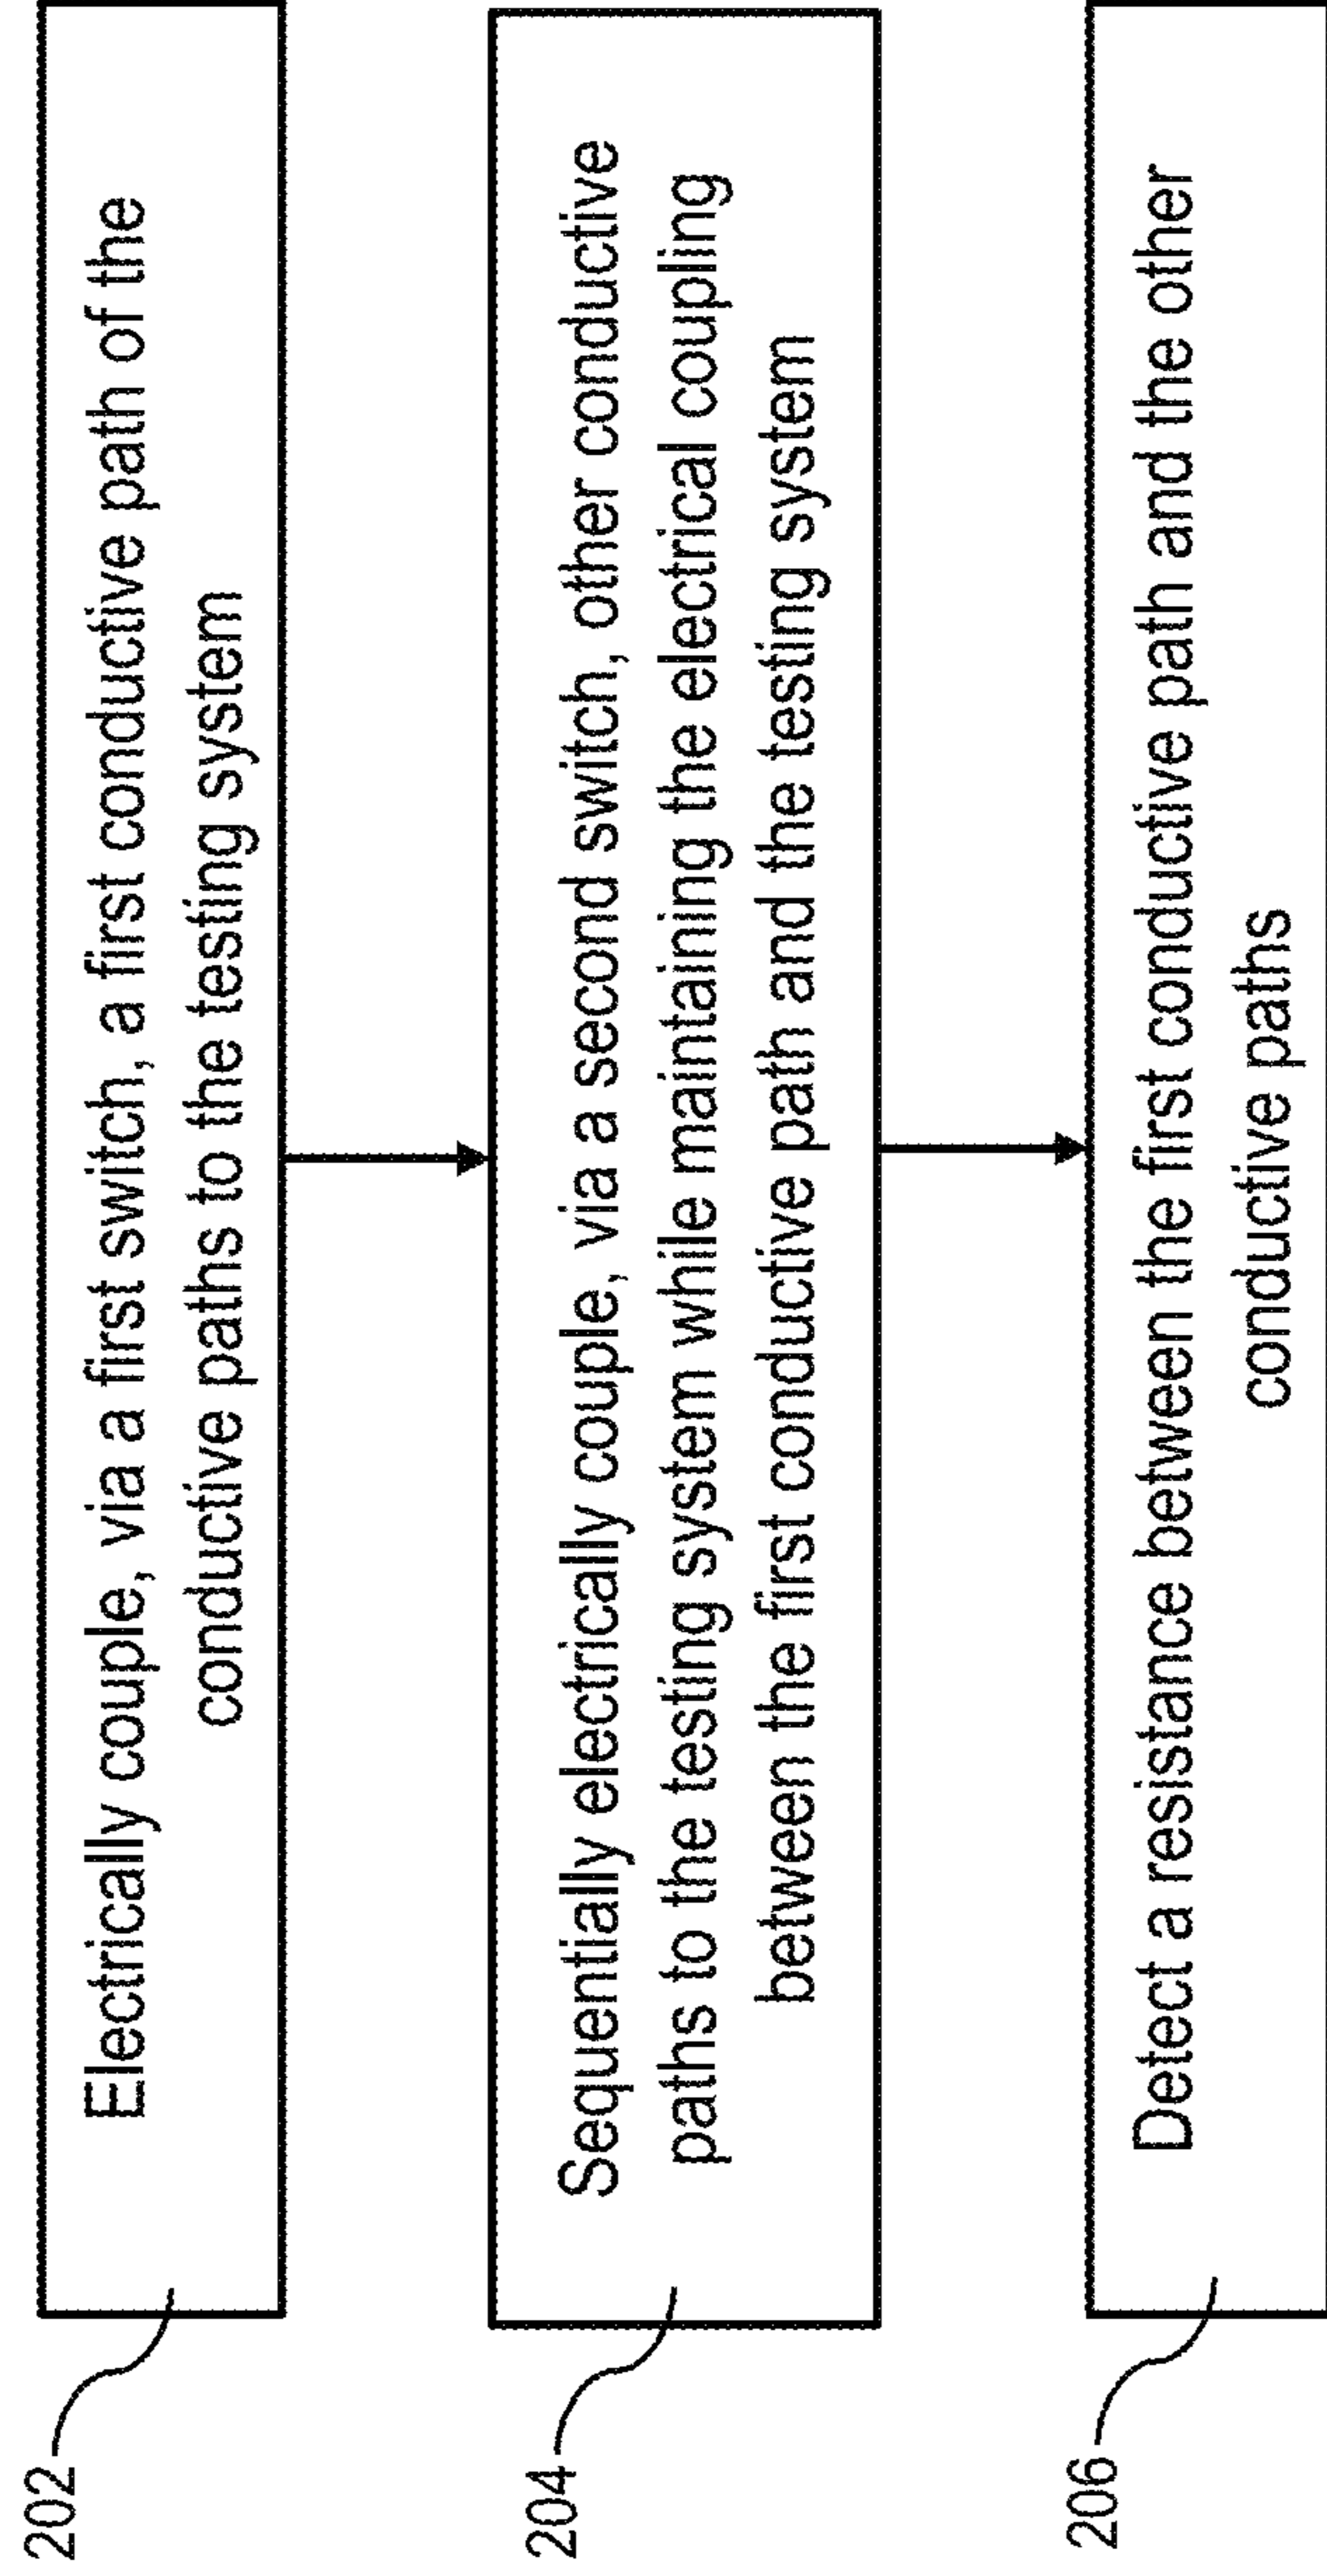 202
Electrically couple, via a first switch, a first conductive path of the
conductive paths to the testing system
204
Sequentially electrically couple, via a second switch, other conductive
paths to the testing system while maintaining the electrical coupling
between the first conductive path and the testing system
206
Detect a resistance between the first conductive path and the other
conductive paths